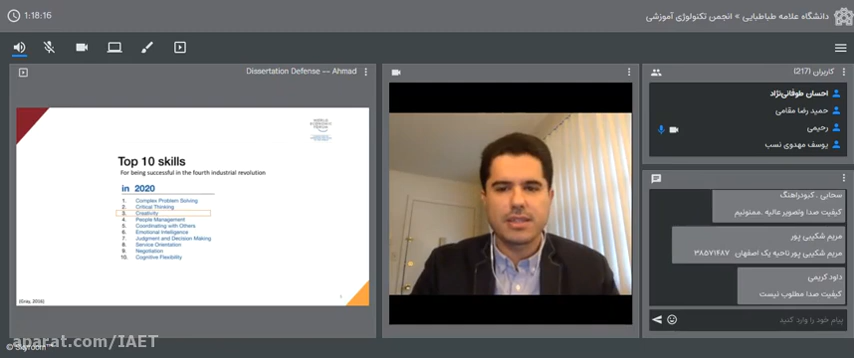 1:18:16
دانشگاه علامه طباطبایی » انجمن تکنولوژی آموزشی
Dissertation Defense -- Ahmad
Top 10 skills
For being successful in the fourth industrial revolution
in 2020
1. Complex Problem Solving
2. Critical Thinking
3. Creativity
4. People Management
5. Coordinating with Others
6. Emotional Intelligence
7. Judgment and Decision Making
8. Service Orientation
9. Negotiation
10. Cognitive Flexibility
(Gray, 2016)
کاربران (217)
احسان طوفانی‌نژاد
حمید رضا مقامی
رحیمی
یوسف مهدوی نسب
سحابی . کبودراهنگ
کیفیت صدا وتصویر عالیه .ممنونیم
مریم شکیبی پور
مریم شکیبی پور ناحیه یک اصفهان ۳۸۵۷۱۴۸۷
داود کریمی
کیفیت صدا مطلوب نیست
پیام خود را وارد کنید
aparat.com/IAET
© Skyroom™